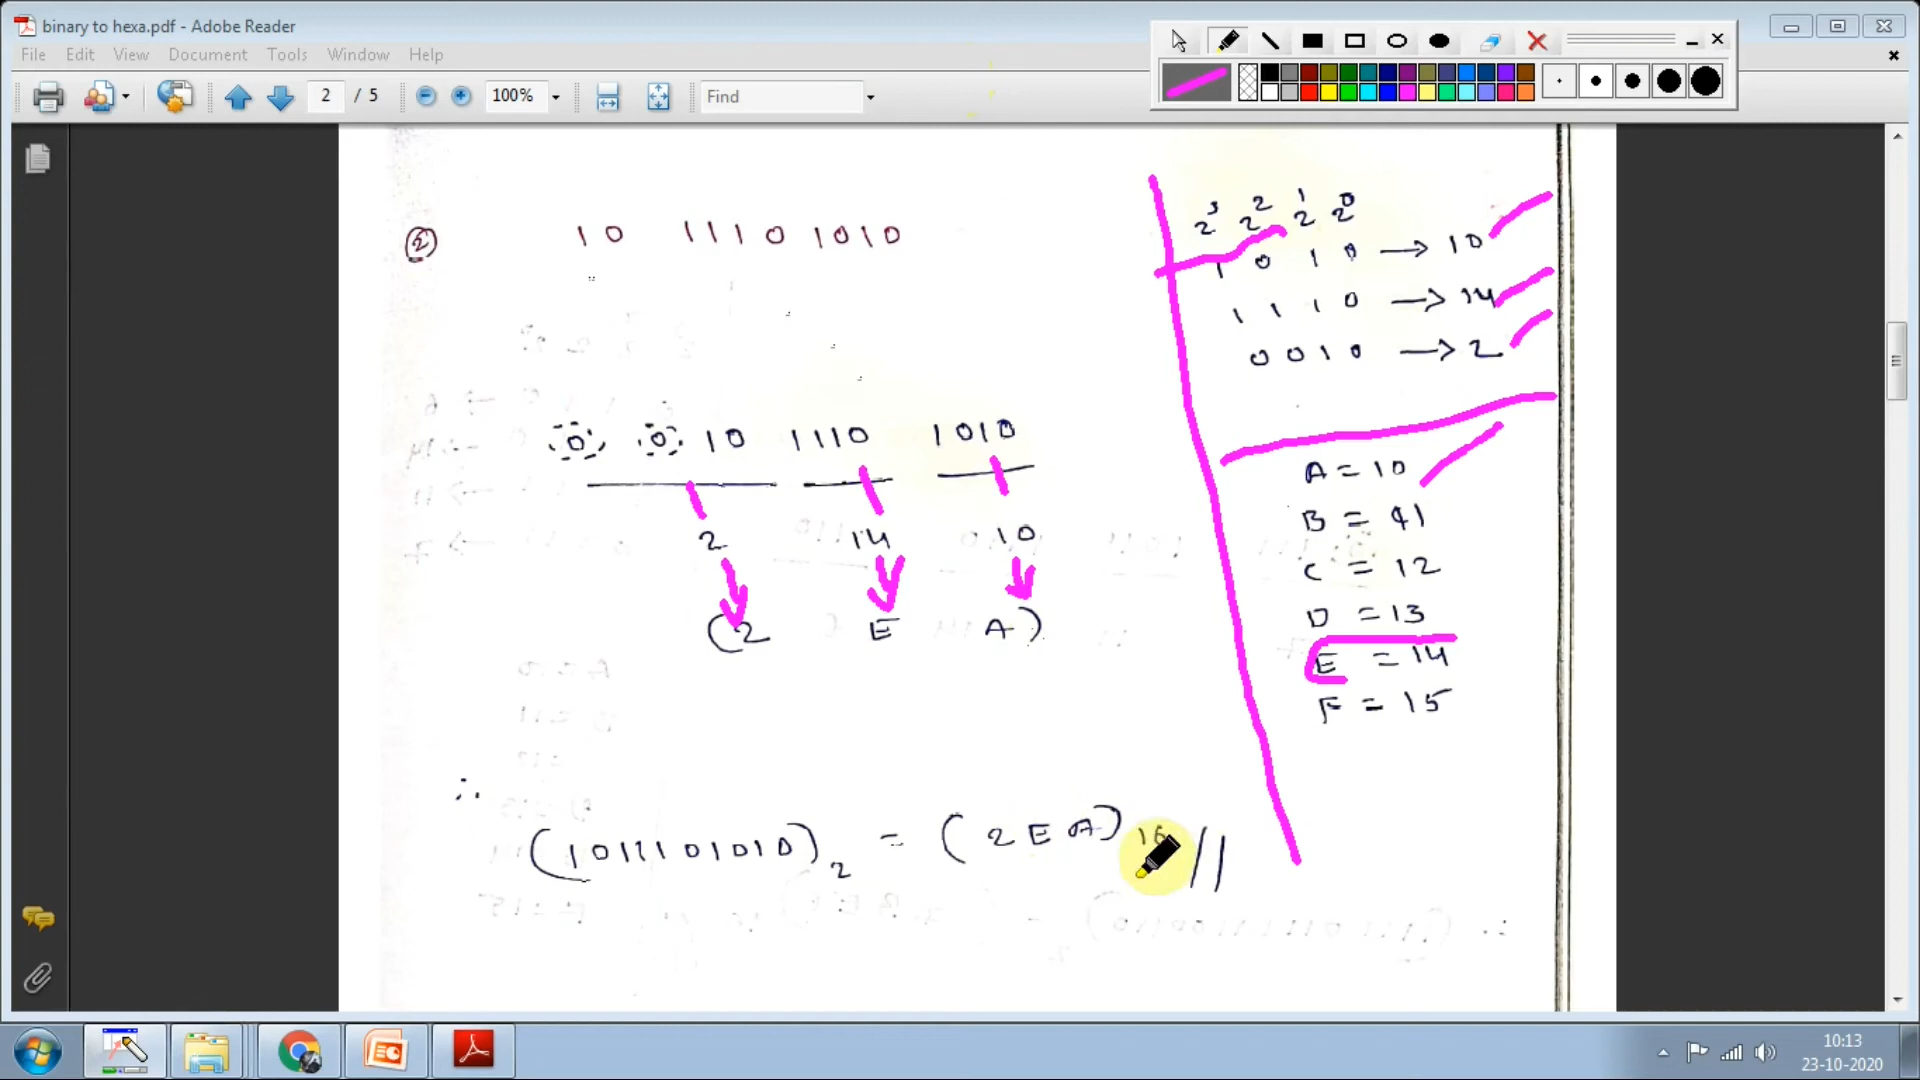 binary to hexa.pdf - Adobe Reader
File Edit View Document Tools Window Help
2 / 5 100% Find
② 10 1110 1010
2³ 2² 2¹ 2⁰
1 0 1 0 → 10
1 1 1 0 → 14
0 0 1 0 → 2
0 0 10 1110 1010
2 14 10
(2 E A)
A = 10
B = 11
C = 12
D = 13
E = 14
F = 15
∴
(1011101010)₂ = (2EA)₁₆ //
10:13
23-10-2020